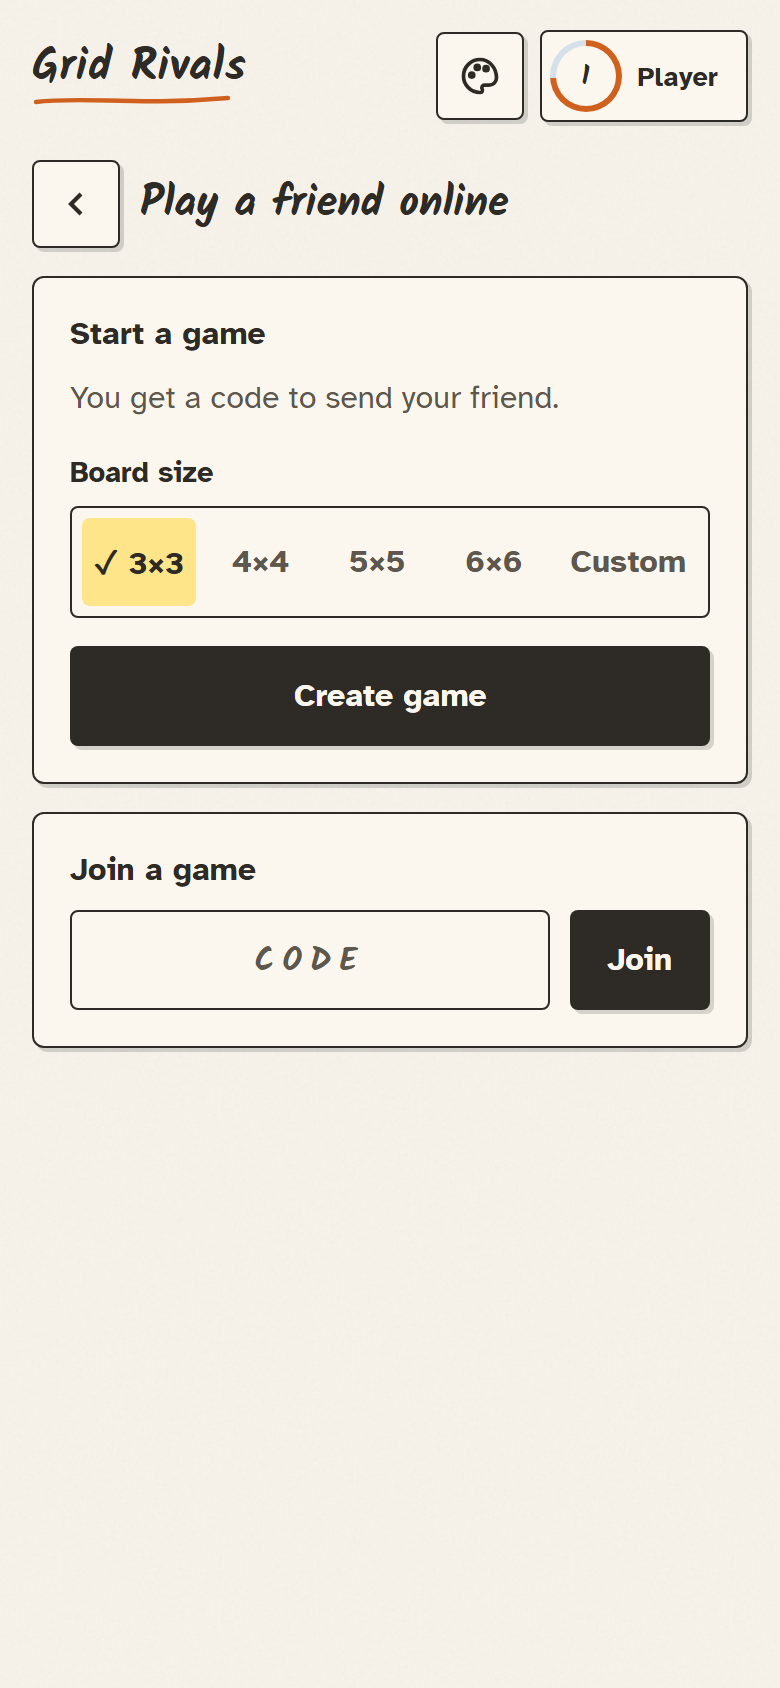 Grid Rivals
1 Player
Play a friend online
Start a game
You get a code to send your friend.
Board size
✓ 3×3 4×4 5×5 6×6 Custom
Create game
Join a game
CODE Join